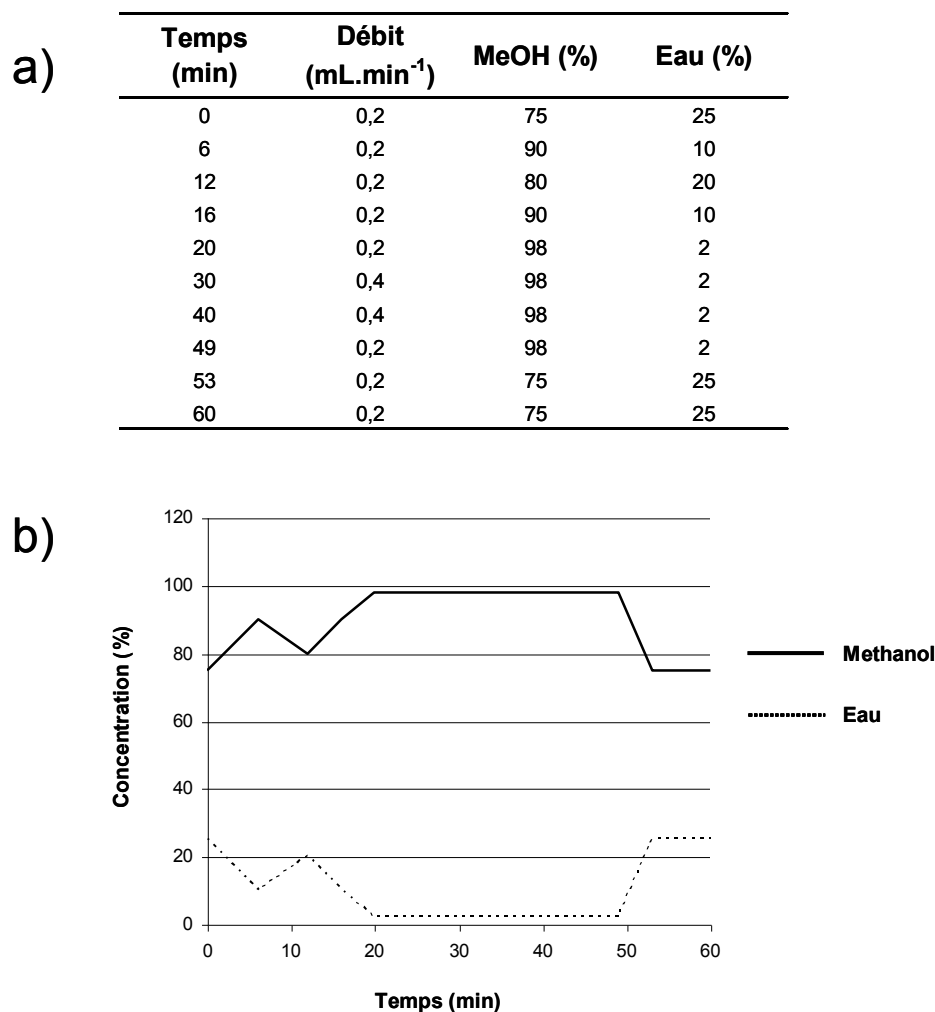 a)
Temps (min) Débit (mL.min⁻¹) MeOH (%) Eau (%)
0 0,2 75 25
6 0,2 90 10
12 0,2 80 20
16 0,2 90 10
20 0,2 98 2
30 0,4 98 2
40 0,4 98 2
49 0,2 98 2
53 0,2 75 25
60 0,2 75 25
b)
120
100
80
60
40
20
0
Concentration (%)
0 10 20 30 40 50 60
Temps (min)
Methanol
Eau